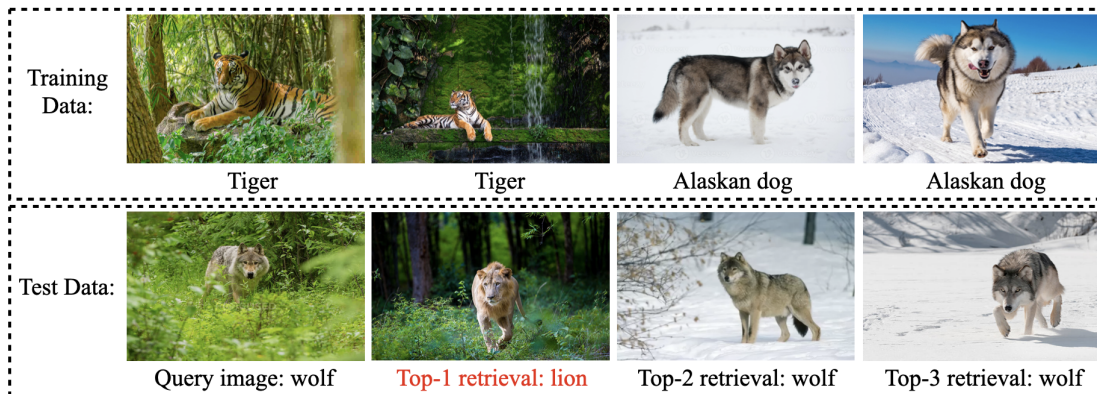 Training
Data:
Tiger
Tiger
Alaskan dog
Alaskan dog
Test Data:
Query image: wolf
Top-1 retrieval: lion
Top-2 retrieval: wolf
Top-3 retrieval: wolf